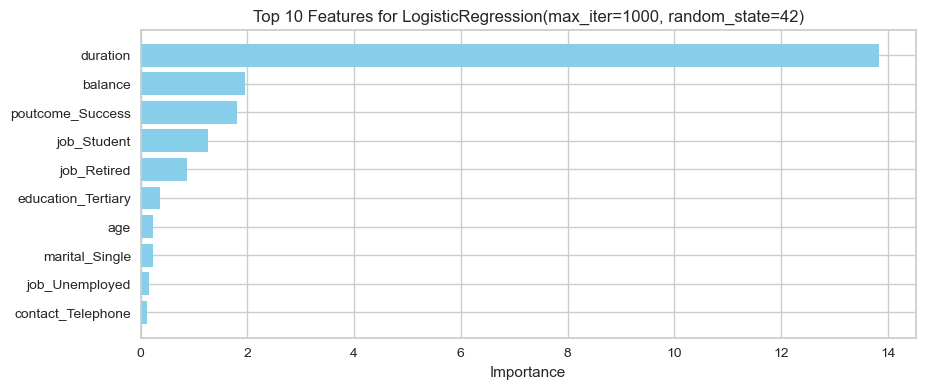 Top 10 Features for LogisticRegression(max_iter=1000, random_state=42)
duration
balance
poutcome_Success
job_Student
job_Retired
education_Tertiary
age
marital_Single
job_Unemployed
contact_Telephone
0 2 4 6 8 10 12 14
Importance